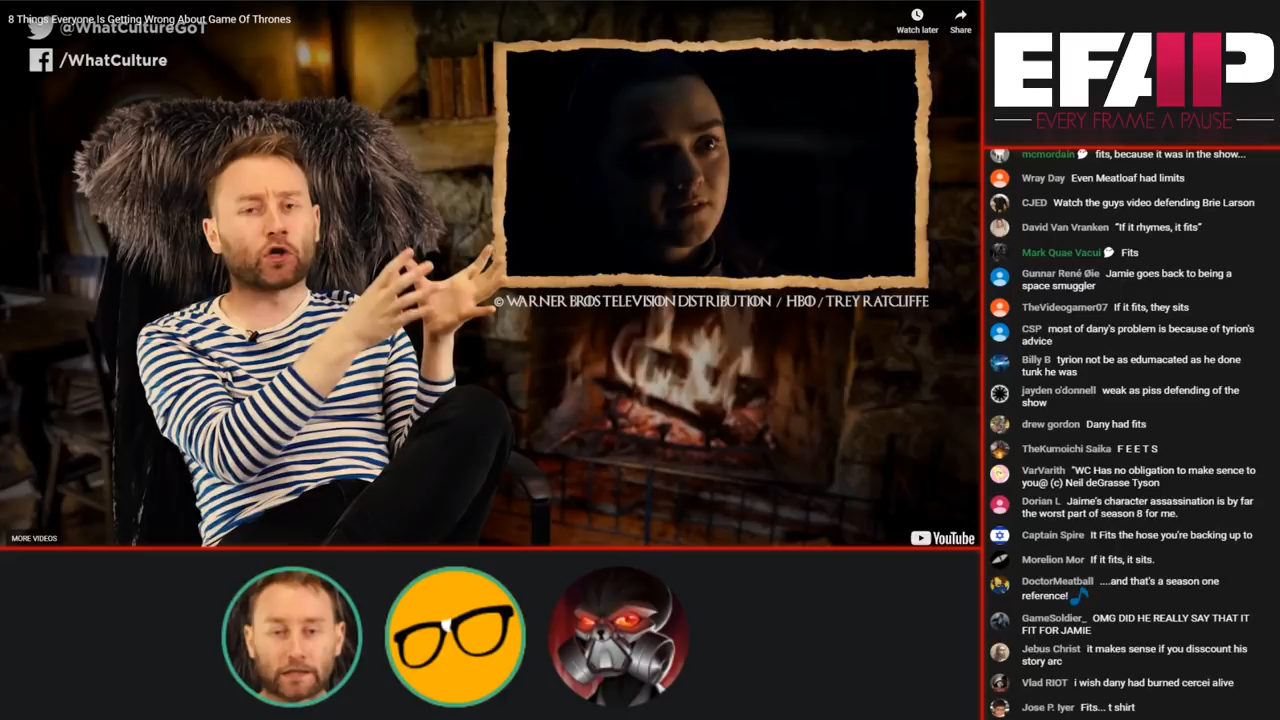 8 Things Everyone Is Getting Wrong About Game Of Thrones
@WhatCultureGoT
/WhatCulture
Watch later
Share
© WARNER BROS TELEVISION DISTRIBUTION / HBO / TREY RATCLIFFE
MORE VIDEOS
YouTube
EFAP
EVERY FRAME A PAUSE
mcmordain fits, because it was in the show...
Wray Day Even Meatloaf had limits
CJED Watch the guys video defending Brie Larson
David Van Vranken "If it rhymes, it fits"
Mark Quae Vacui Fits
Gunnar René Øie Jamie goes back to being a
space smuggler
TheVideogamer07 If it fits, they sits
CSP most of dany's problem is because of tyrion's
advice
Billy B tyrion not be as edumacated as he done
tunk he was
jayden o'donnell weak as piss defending of the
show
drew gordon Dany had fits
TheKumoichi Saika F E E T S
VarVarith "WC Has no obligation to make sence to
you@ (c) Neil deGrasse Tyson
Dorian L Jaime's character assassination is by far
the worst part of season 8 for me.
Captain Spire It Fits the hose you're backing up to
Morelion Mor If it fits, it sits.
DoctorMeatball ....and that's a season one
reference!
GameSoldier_ OMG DID HE REALLY SAY THAT IT
FIT FOR JAMIE
Jebus Christ it makes sense if you disscount his
story arc
Vlad RIOT i wish dany had burned cercei alive
Jose P. Iyer Fits... t shirt